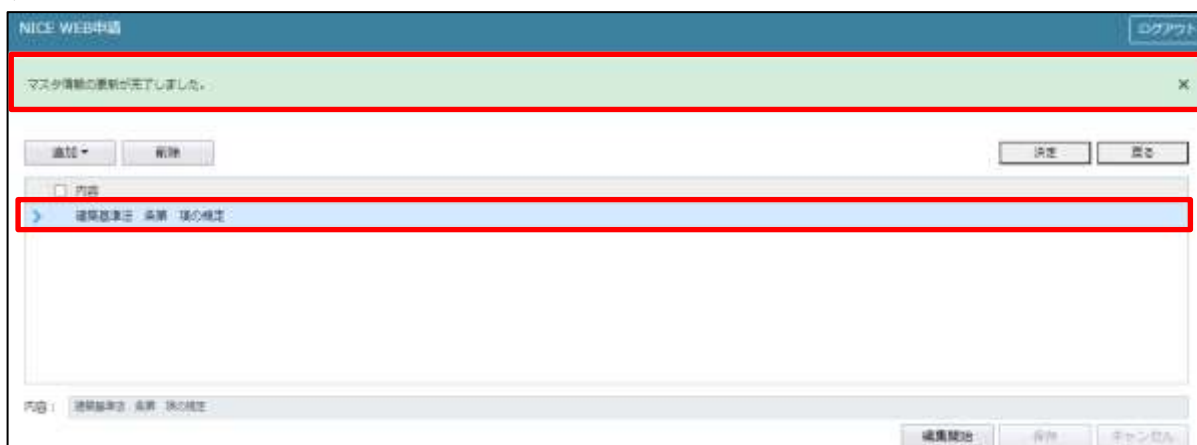 NICE WEB申請
ログアウト
マスタ情報の更新が完了しました。
×
追加
削除
決定
戻る
内容
建築基準法 条第 項の規定
内容：
建築基準法 条第 項の規定
編集開始
保存
キャンセル